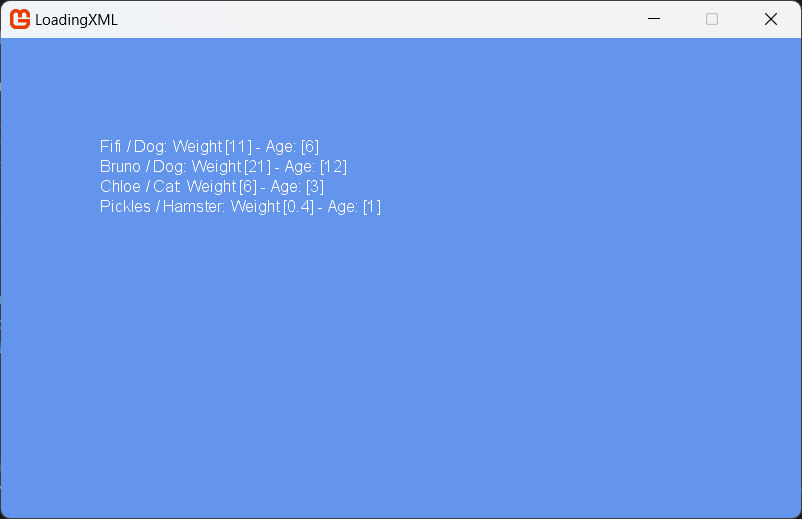 LoadingXML
Fifi / Dog: Weight [11] - Age: [6]
Bruno / Dog: Weight [21] - Age: [12]
Chloe / Cat: Weight [6] - Age: [3]
Pickles / Hamster: Weight [0.4] - Age: [1]